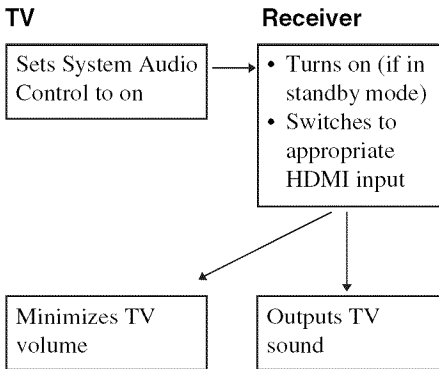 TV
Receiver
Sets System Audio
Control to on
• Turns on (if in
standby mode)
• Switches to
appropriate
HDMI input
Minimizes TV
volume
Outputs TV
sound